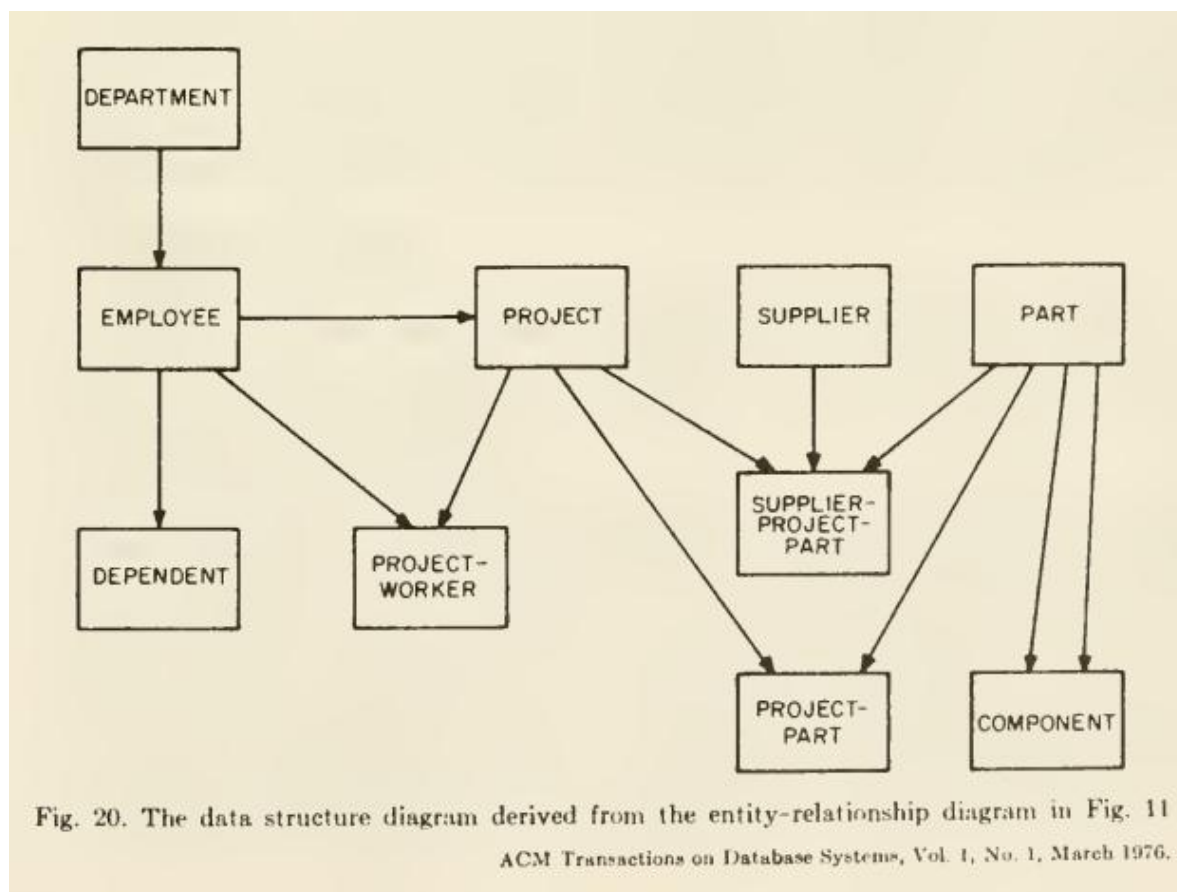 DEPARTMENT
EMPLOYEE
PROJECT
SUPPLIER
PART
DEPENDENT
PROJECT-
WORKER
SUPPLIER-
PROJECT-
PART
PROJECT-
PART
COMPONENT
Fig. 20. The data structure diagram derived from the entity-relationship diagram in Fig. 11
ACM Transactions on Database Systems, Vol. 1, No. 1, March 1976.